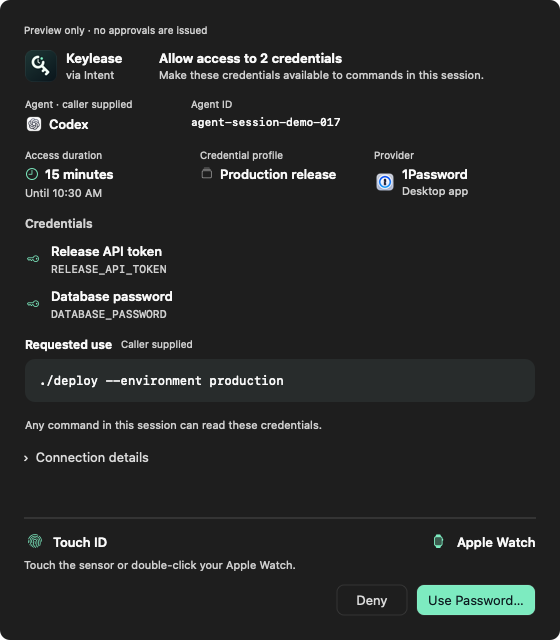 Preview only · no approvals are issued
Keylease
via Intent
Allow access to 2 credentials
Make these credentials available to commands in this session.
Agent · caller supplied
Codex
Agent ID
agent-session-demo-017
Access duration
15 minutes
Until 10:30 AM
Credential profile
Production release
Provider
1Password
Desktop app
Credentials
Release API token
RELEASE_API_TOKEN
Database password
DATABASE_PASSWORD
Requested use Caller supplied
./deploy --environment production
Any command in this session can read these credentials.
› Connection details
Touch ID
Apple Watch
Touch the sensor or double-click your Apple Watch.
Deny
Use Password...